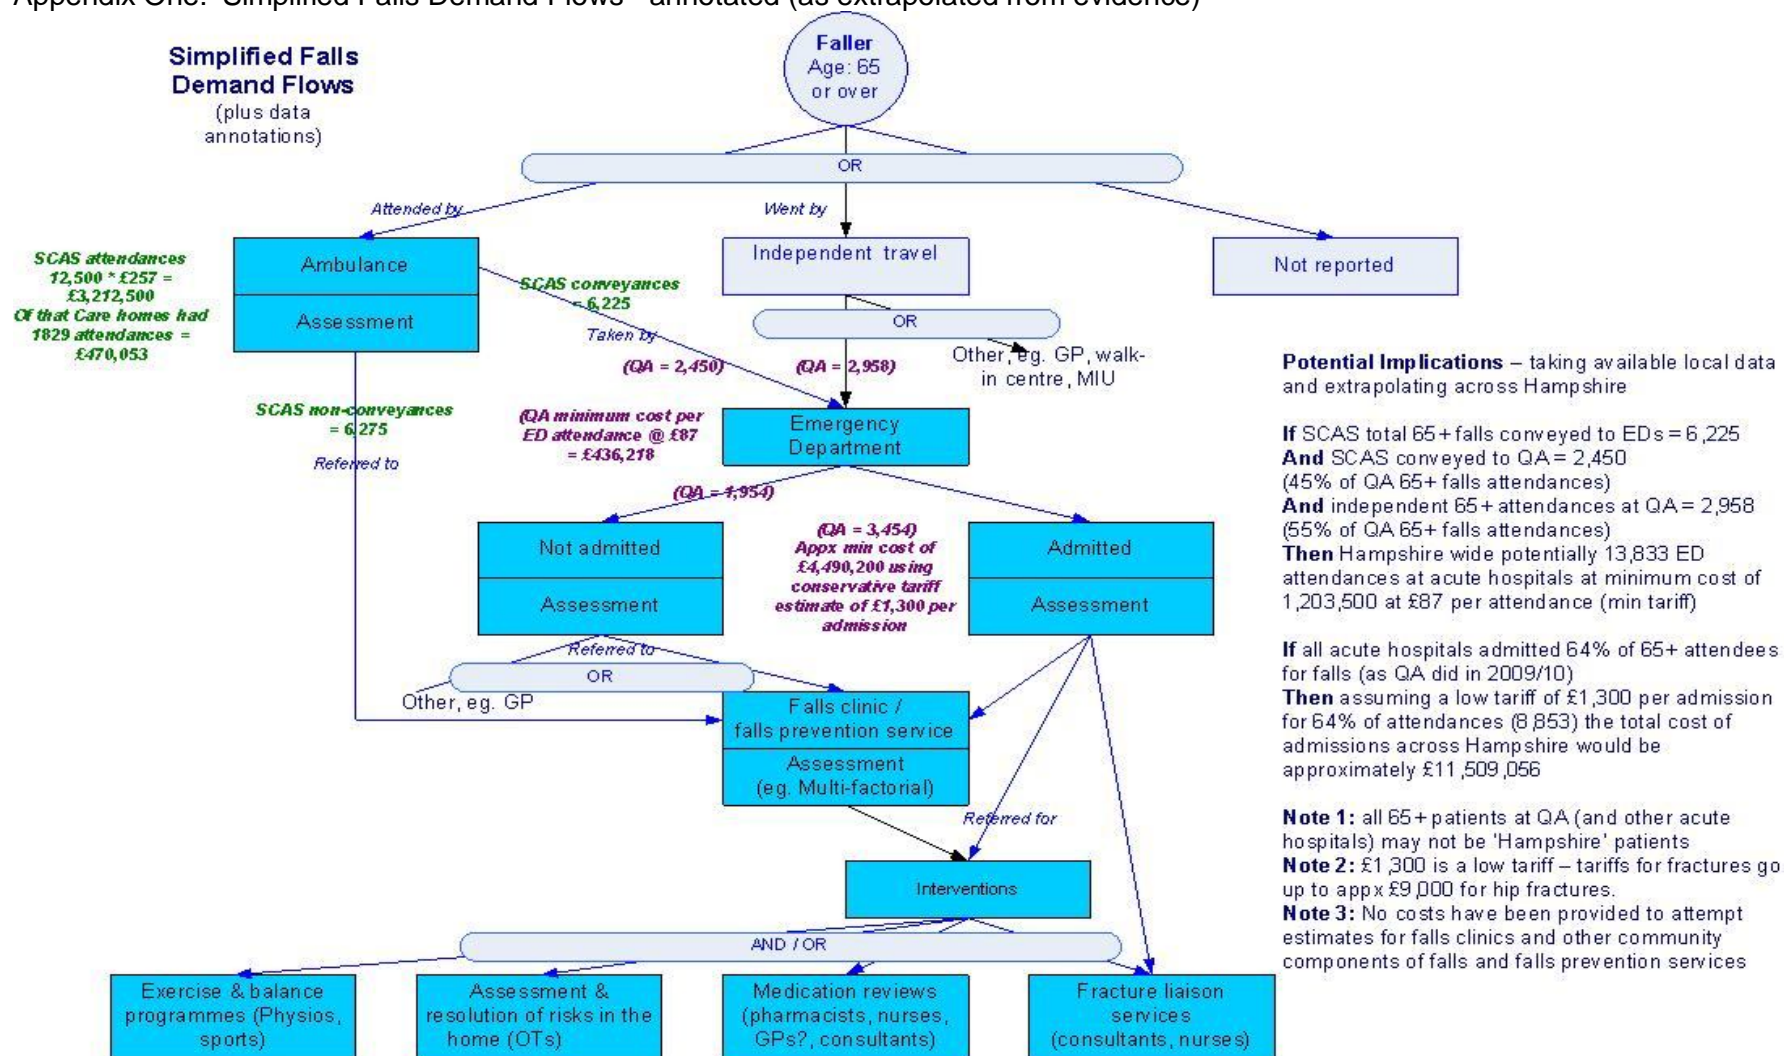 Appendix One: Simplified Falls Demand Flows - annotated (as extrapolated from evidence)
Simplified Falls
Demand Flows
(plus data
annotations)
Faller
Age: 65
or over
OR
Attended by
Went by
SCAS attendances
12,500 * £257 =
£3,212,500
Of that Care homes had
1829 attendances =
£470,053
Ambulance
Assessment
Independent travel
Not reported
SCAS conveyances
= 6,225
Taken by
OR
Other, eg. GP, walk-
in centre, MIU
(QA = 2,450)
(QA = 2,958)
SCAS non-conveyances
= 6,275
Referred to
(QA minimum cost per
ED attendance @ £87
= £436,218
Emergency
Department
(QA = 1,954)
Not admitted
Assessment
(QA = 3,454)
Appx min cost of
£4,490,200 using
conservative tariff
estimate of £1,300 per
admission
Admitted
Assessment
Referred to
OR
Other, eg. GP
Falls clinic /
falls prevention service
Assessment
(eg. Multi-factorial)
Referred for
Interventions
AND / OR
Exercise & balance
programmes (Physios,
sports)
Assessment &
resolution of risks in the
home (OTs)
Medication reviews
(pharmacists, nurses,
GPs?, consultants)
Fracture liaison
services
(consultants, nurses)
Potential Implications – taking available local data
and extrapolating across Hampshire
If SCAS total 65+ falls conveyed to EDs = 6,225
And SCAS conveyed to QA = 2,450
(45% of QA 65+ falls attendances)
And independent 65+ attendances at QA = 2,958
(55% of QA 65+ falls attendances)
Then Hampshire wide potentially 13,833 ED
attendances at acute hospitals at minimum cost of
1,203,500 at £87 per attendance (min tariff)
If all acute hospitals admitted 64% of 65+ attendees
for falls (as QA did in 2009/10)
Then assuming a low tariff of £1,300 per admission
for 64% of attendances (8,853) the total cost of
admissions across Hampshire would be
approximately £11,509,056
Note 1: all 65+ patients at QA (and other acute
hospitals) may not be 'Hampshire' patients
Note 2: £1,300 is a low tariff – tariffs for fractures go
up to appx £9,000 for hip fractures.
Note 3: No costs have been provided to attempt
estimates for falls clinics and other community
components of falls and falls prevention services